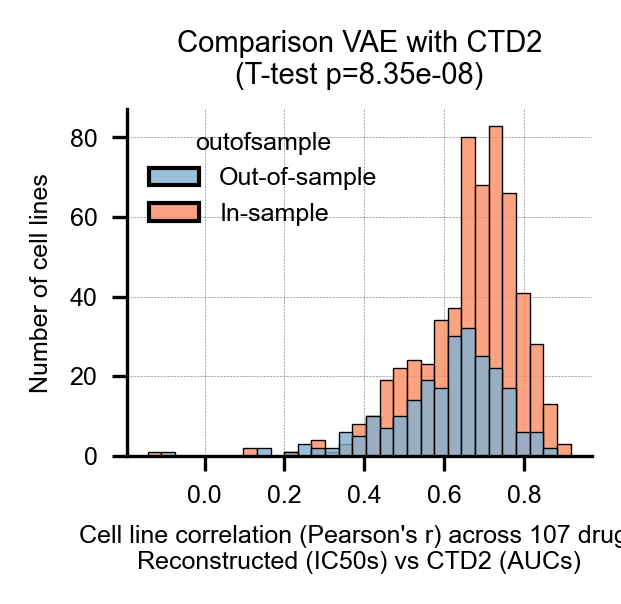 Comparison VAE with CTD2
(T-test p=8.35e-08)
outofsample
Out-of-sample
In-sample
Number of cell lines
80
60
40
20
0
0.0 0.2 0.4 0.6 0.8
Cell line correlation (Pearson's r) across 107 drug
Reconstructed (IC50s) vs CTD2 (AUCs)